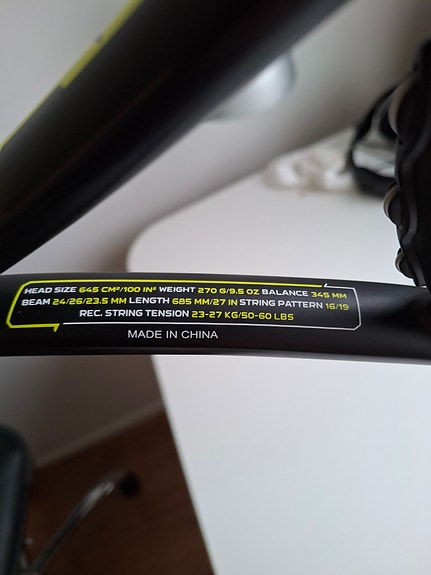 HEAD SIZE 645 CM²/100 IN² WEIGHT 270 G/9.5 OZ BALANCE 345 MM
BEAM 24/26/23.5 MM LENGTH 685 MM/27 IN STRING PATTERN 16/19
REC. STRING TENSION 23-27 KG/50-60 LBS
MADE IN CHINA